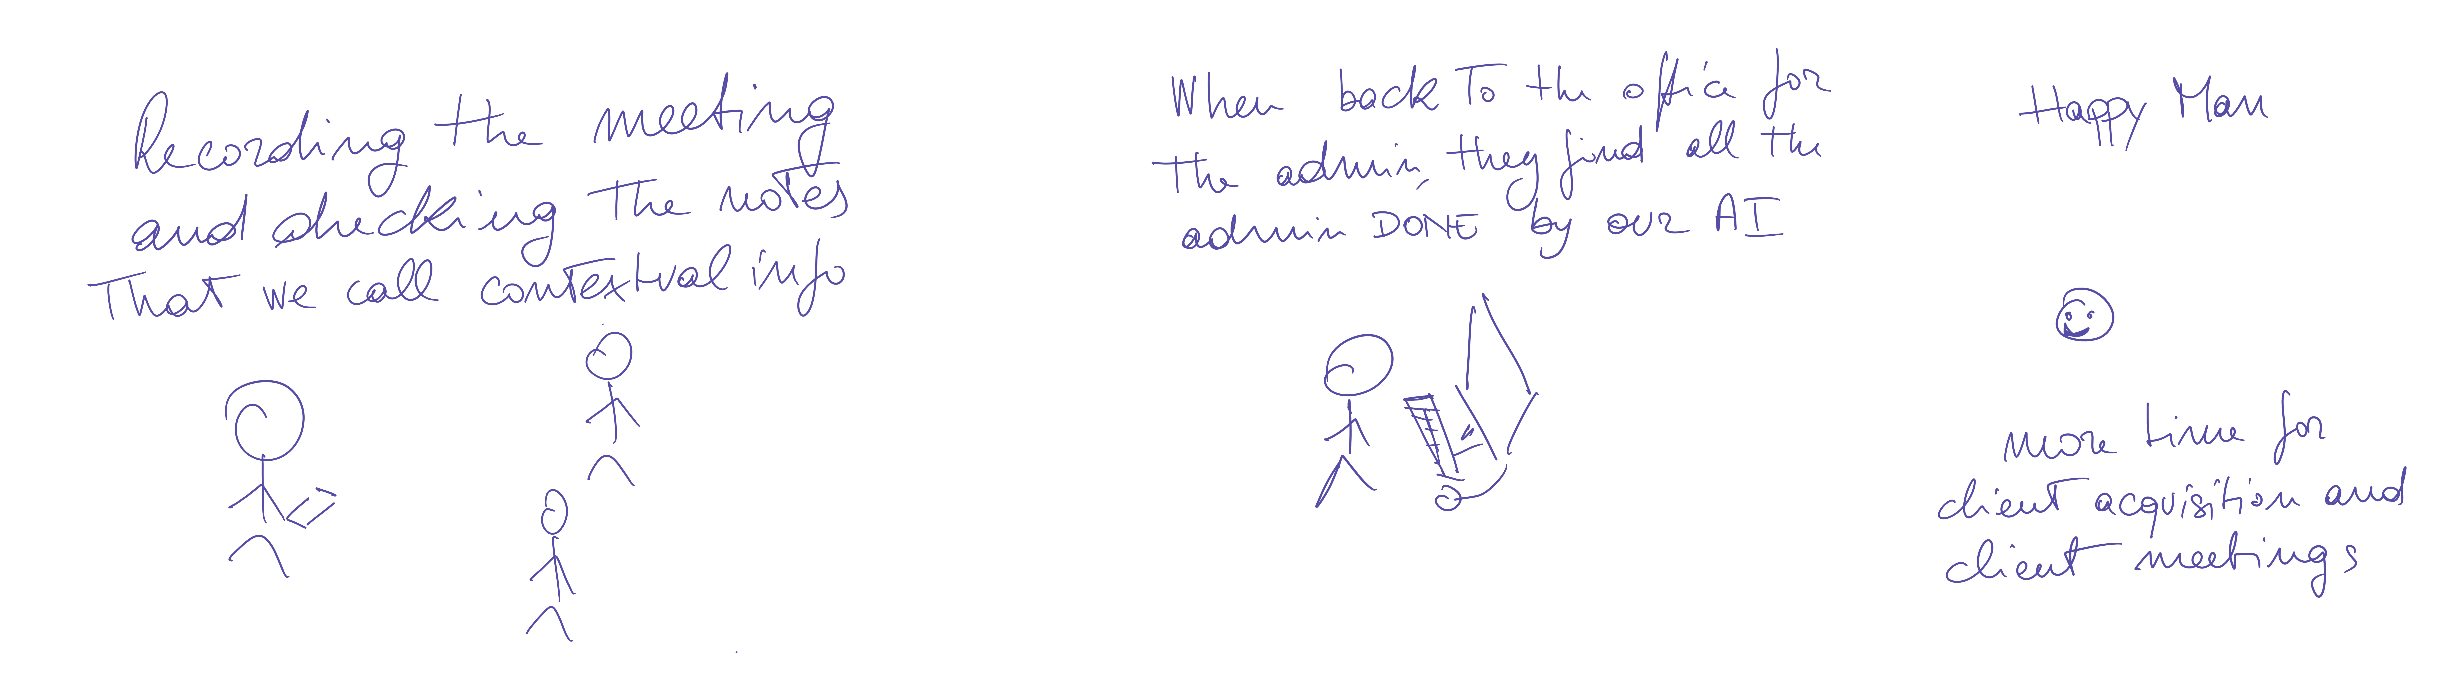 Recording the meeting
and checking the notes
That we call contextual info
When back To the office for
the admin, they find all the
admin DONE by our AI
Happy Man
more time for
client acquisition and
client meetings